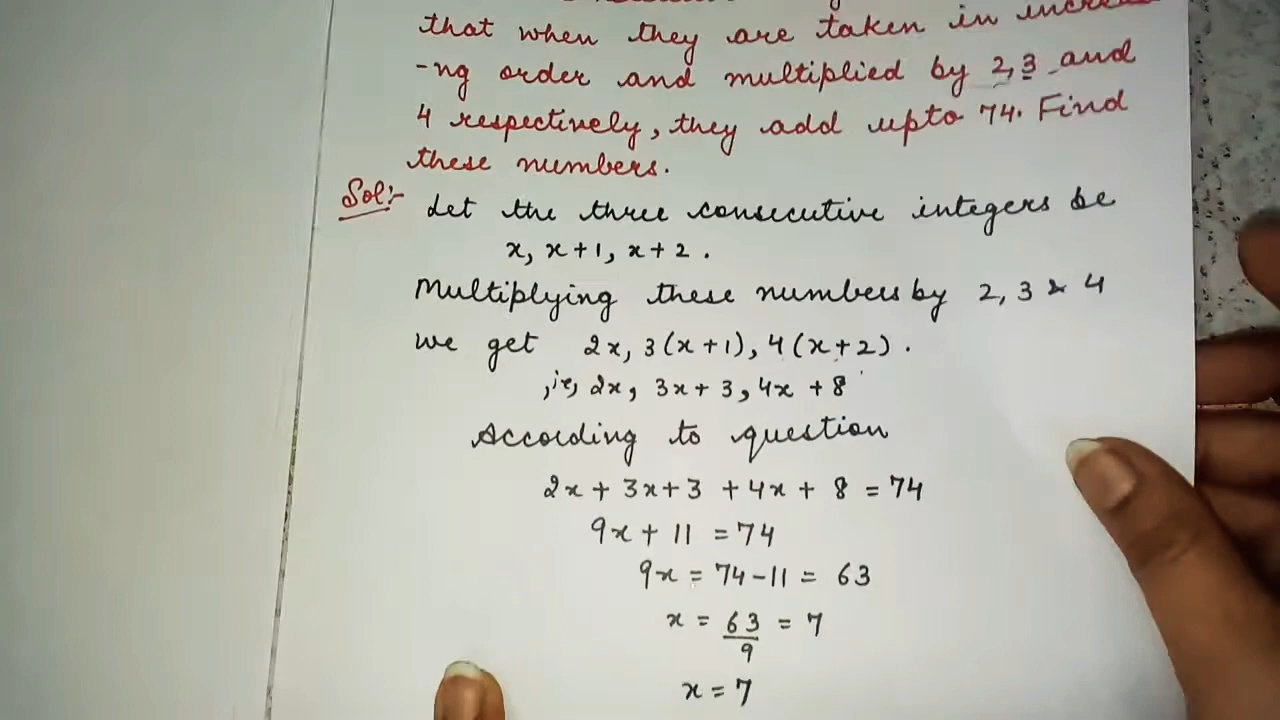 that when they are taken in increas
-ng order and multiplied by 2, 3 and
4 respectively, they add upto 74. Find
these numbers.
Sol:- Let the three consecutive integers be
x, x+1, x+2.
Multiplying these numbers by 2, 3 & 4
we get 2x, 3(x+1), 4(x+2).
,ie, 2x, 3x+3, 4x+8
According to question
2x + 3x+3 + 4x + 8 = 74
9x + 11 = 74
9x = 74-11 = 63
x = 63/9 = 7
x = 7